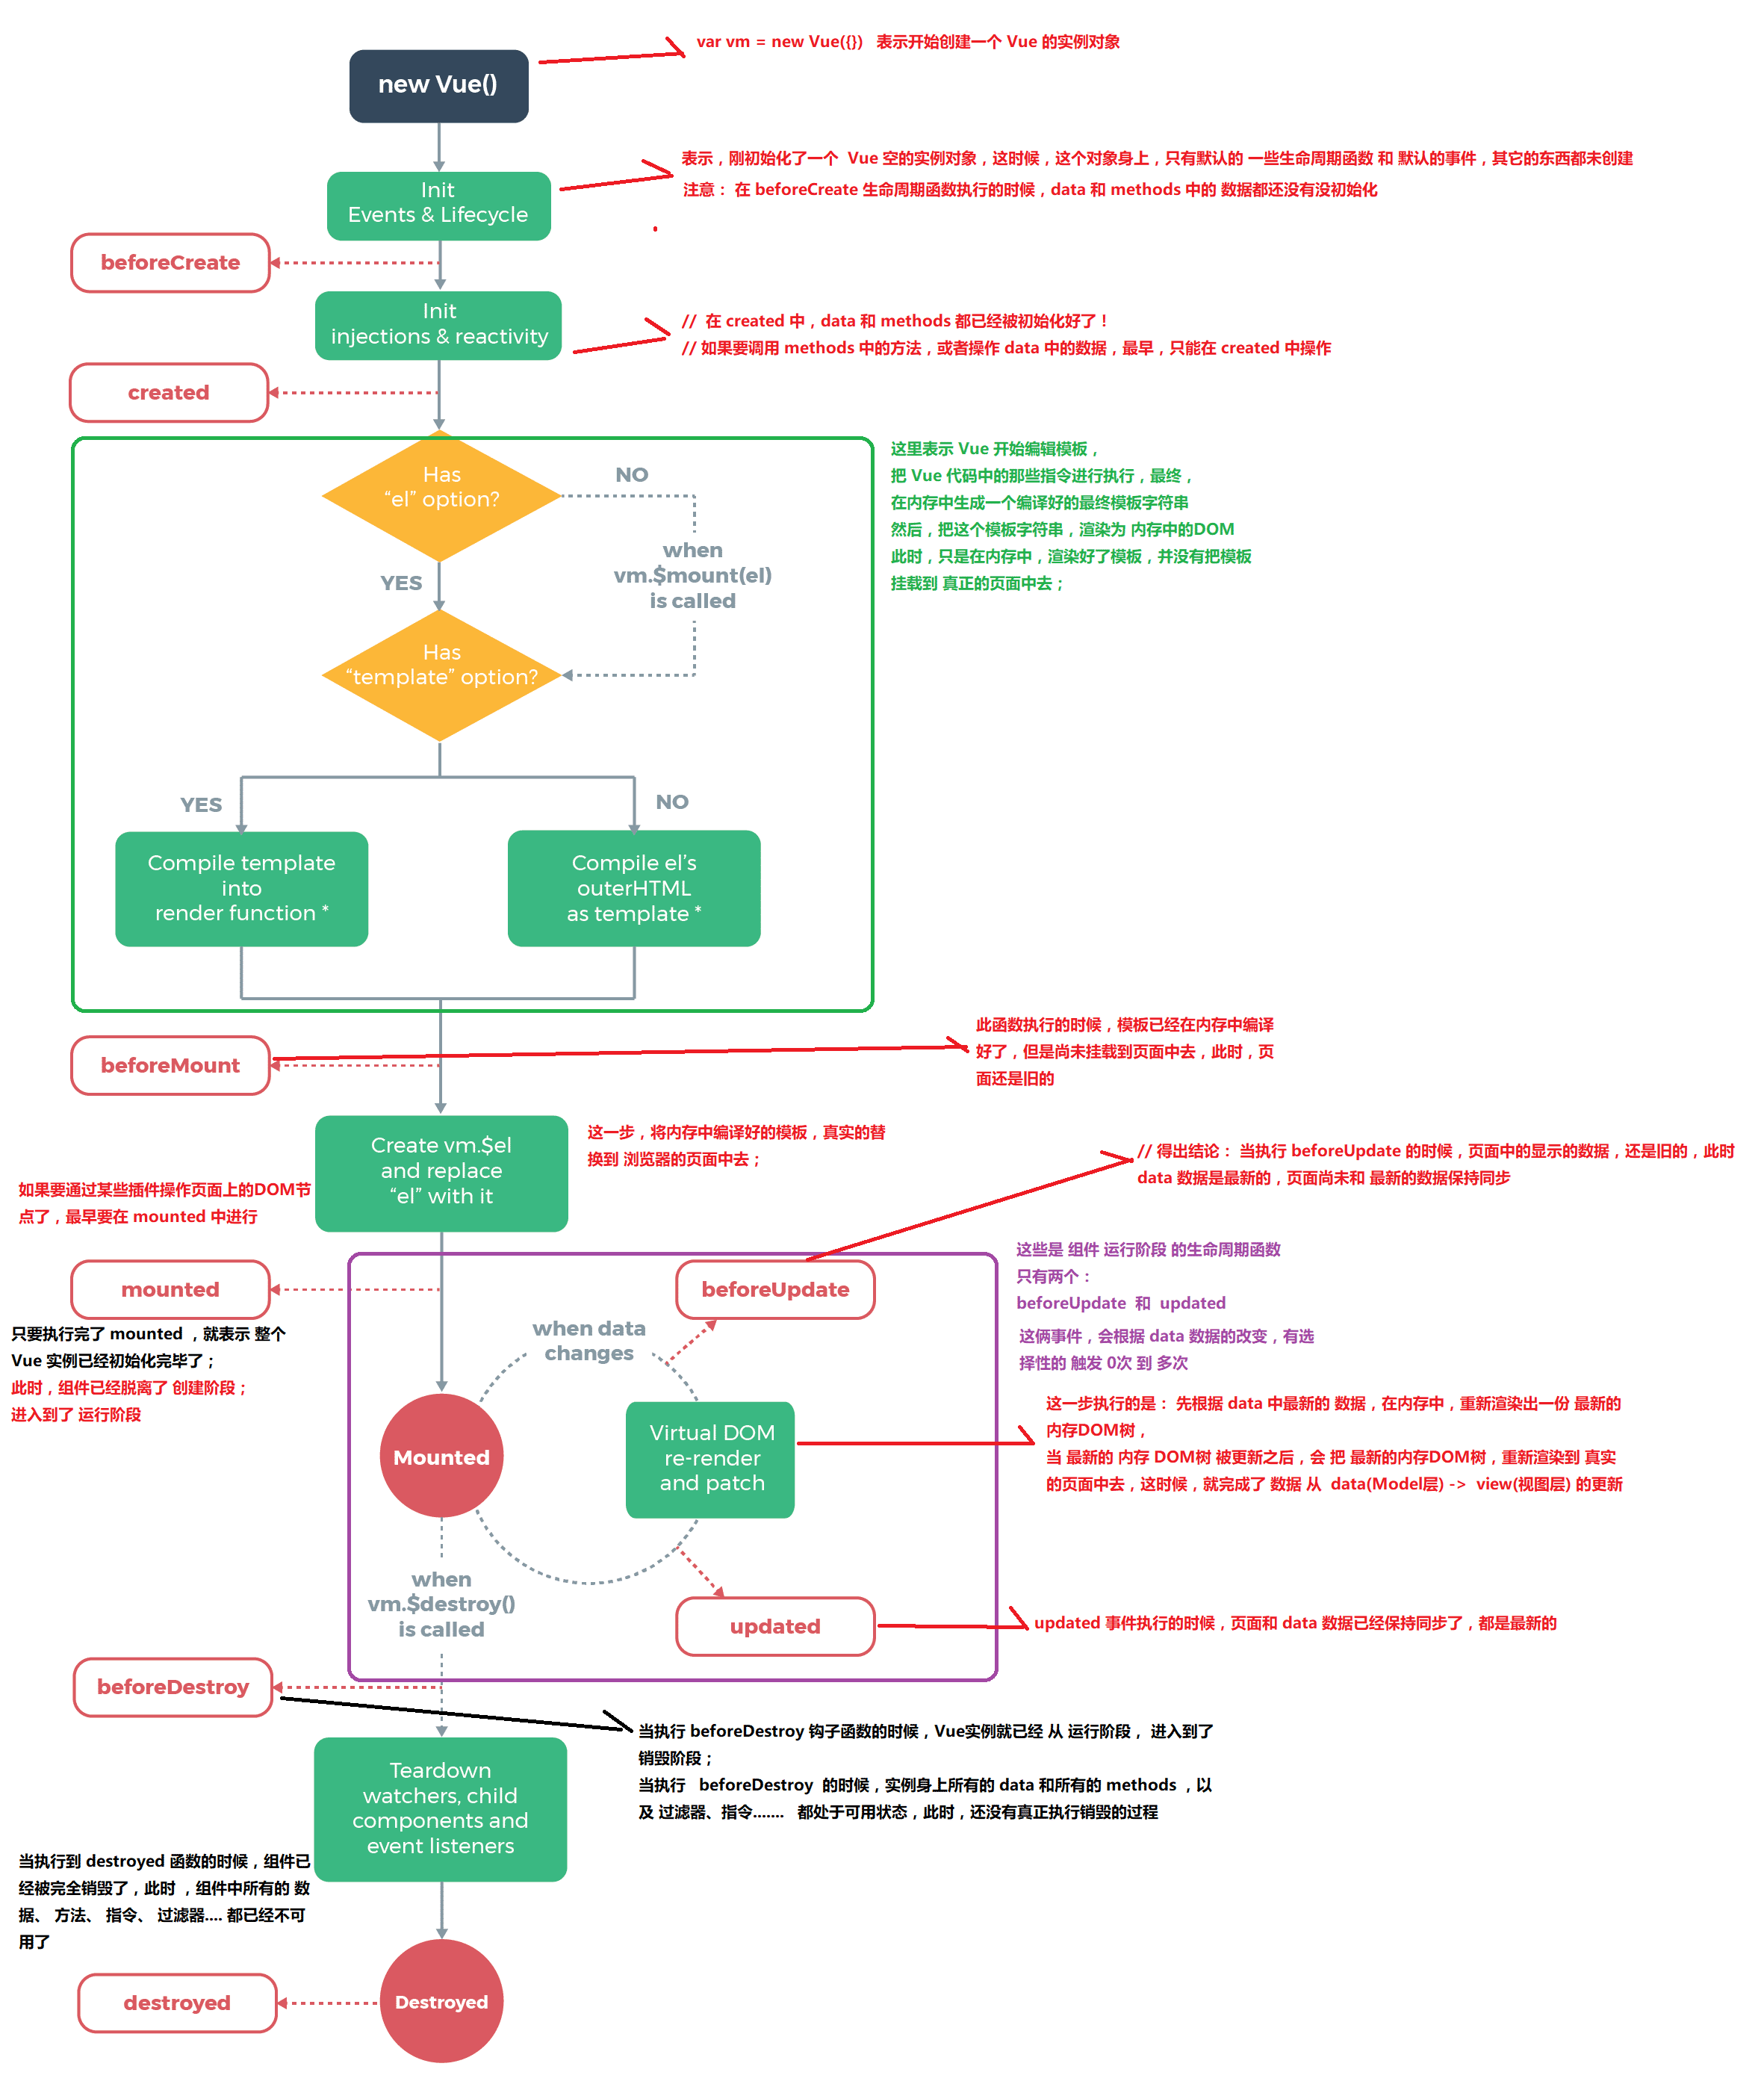 var vm = new Vue({}) 表示开始创建一个 Vue 的实例对象
new Vue()
表示，刚初始化了一个 Vue 空的实例对象，这时候，这个对象身上，只有默认的 一些生命周期函数 和 默认的事件，其它的东西都未创建
注意： 在 beforeCreate 生命周期函数执行的时候，data 和 methods 中的 数据都还没有没初始化
Init
Events & Lifecycle
beforeCreate
Init
injections & reactivity
// 在 created 中，data 和 methods 都已经被初始化好了！
// 如果要调用 methods 中的方法，或者操作 data 中的数据，最早，只能在 created 中操作
created
这里表示 Vue 开始编辑模板，
把 Vue 代码中的那些指令进行执行，最终，
在内存中生成一个编译好的最终模板字符串
然后，把这个模板字符串，渲染为 内存中的DOM
此时，只是在内存中，渲染好了模板，并没有把模板
挂载到 真正的页面中去；
Has
“el” option?
NO
when
vm.$mount(el)
is called
YES
Has
“template” option?
YES
NO
Compile template
into
render function *
Compile el’s
outerHTML
as template *
beforeMount
此函数执行的时候，模板已经在内存中编译
好了，但是尚未挂载到页面中去，此时，页
面还是旧的
Create vm.$el
and replace
“el” with it
这一步，将内存中编译好的模板，真实的替
换到 浏览器的页面中去；
// 得出结论： 当执行 beforeUpdate 的时候，页面中的显示的数据，还是旧的，此时
data 数据是最新的，页面尚未和 最新的数据保持同步
如果要通过某些插件操作页面上的DOM节
点了，最早要在 mounted 中进行
mounted
只要执行完了 mounted ，就表示 整个
Vue 实例已经初始化完毕了；
此时，组件已经脱离了 创建阶段；
进入到了 运行阶段
beforeUpdate
这些是 组件 运行阶段 的生命周期函数
只有两个：
beforeUpdate 和 updated
这俩事件，会根据 data 数据的改变，有选
择性的 触发 0次 到 多次
when data
changes
Mounted
Virtual DOM
re-render
and patch
这一步执行的是： 先根据 data 中最新的 数据，在内存中，重新渲染出一份 最新的
内存DOM树，
当 最新的 内存 DOM树 被更新之后，会 把 最新的内存DOM树，重新渲染到 真实
的页面中去，这时候，就完成了 数据 从 data(Model层) -> view(视图层) 的更新
when
vm.$destroy()
is called
updated
updated 事件执行的时候，页面和 data 数据已经保持同步了，都是最新的
beforeDestroy
当执行 beforeDestroy 钩子函数的时候，Vue实例就已经 从 运行阶段， 进入到了
销毁阶段；
当执行 beforeDestroy 的时候，实例身上所有的 data 和所有的 methods ，以
及 过滤器、指令....... 都处于可用状态，此时，还没有真正执行销毁的过程
Teardown
watchers, child
components and
event listeners
当执行到 destroyed 函数的时候，组件已
经被完全销毁了，此时 ，组件中所有的 数
据、 方法、 指令、 过滤器.... 都已经不可
用了
destroyed
Destroyed